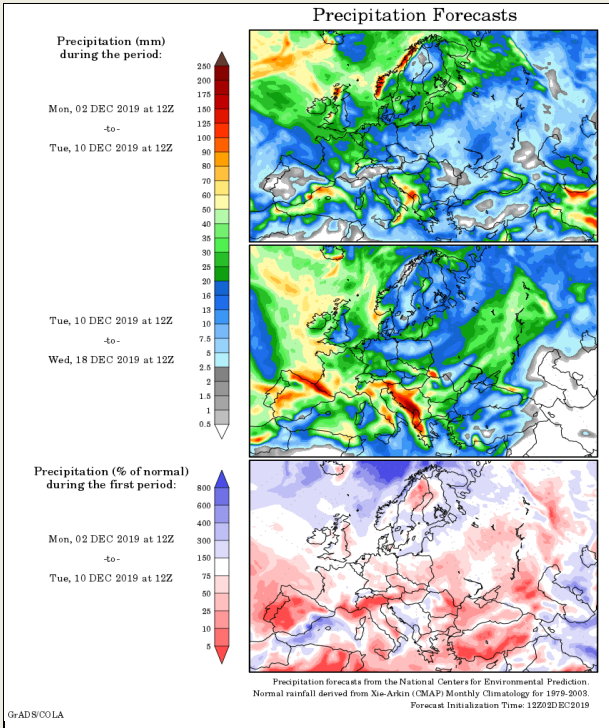 Precipitation Forecasts
Precipitation (mm)
during the period:
Mon, 02 DEC 2019 at 12Z
-to-
Tue, 10 DEC 2019 at 12Z
250
200
175
150
125
100
90
80
70
60
50
40
35
30
25
20
16
13
10
7.5
5
2.5
2
1.5
1
0.5
Tue, 10 DEC 2019 at 12Z
-to-
Wed, 18 DEC 2019 at 12Z
Precipitation (% of normal)
during the first period:
Mon, 02 DEC 2019 at 12Z
-to-
Tue, 10 DEC 2019 at 12Z
800
600
400
300
150
75
50
25
10
5
Precipitation forecasts from the National Centers for Environmental Prediction.
Normal rainfall derived from Xie-Arkin (CMAP) Monthly Climatology for 1979-2003.
Forecast Initialization Time: 12Z02DEC2019
GrADS/COLA